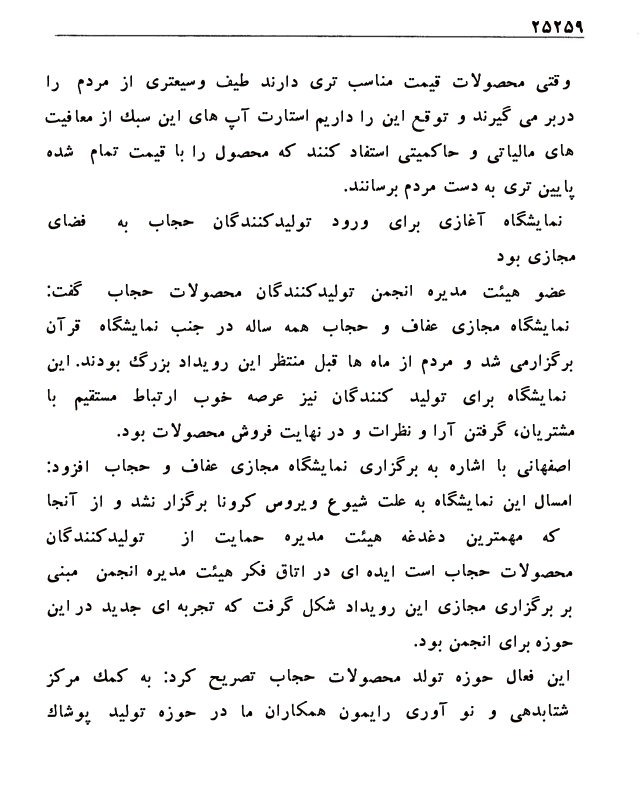 ۲۵۲۵۹
وقتی محصولات قیمت مناسب تری دارند طیف وسیعتری از مردم را
دربر می گیرند و توقع این را داریم استارت آپ های این سبک از معافیت
های مالیاتی و حاکمیتی استفاد کنند که محصول را با قیمت تمام شده
پایین تری به دست مردم برسانند.
نمایشگاه آغازی برای ورود تولیدکنندگان حجاب به فضای
مجازی بود
عضو هیئت مدیره انجمن تولیدکنندگان محصولات حجاب گفت:
نمایشگاه مجازی عفاف و حجاب همه ساله در جنب نمایشگاه قرآن
برگزارمی شد و مردم از ماه ها قبل منتظر این رویداد بزرگ بودند. این
نمایشگاه برای تولید کنندگان نیز عرصه خوب ارتباط مستقیم با
مشتریان، گرفتن آرا و نظرات و در نهایت فروش محصولات بود.
اصفهانی با اشاره به برگزاری نمایشگاه مجازی عفاف و حجاب افزود:
امسال این نمایشگاه به علت شیوع ویروس کرونا برگزار نشد و از آنجا
که مهمترین دغدغه هیئت مدیره حمایت از تولیدکنندگان
محصولات حجاب است ایده ای در اتاق فکر هیئت مدیره انجمن مبنی
بر برگزاری مجازی این رویداد شکل گرفت که تجربه ای جدید در این
حوزه برای انجمن بود.
این فعال حوزه تولد محصولات حجاب تصریح کرد: به کمک مرکز
شتابدهی و نو آوری رایمون همکاران ما در حوزه تولید پوشاک